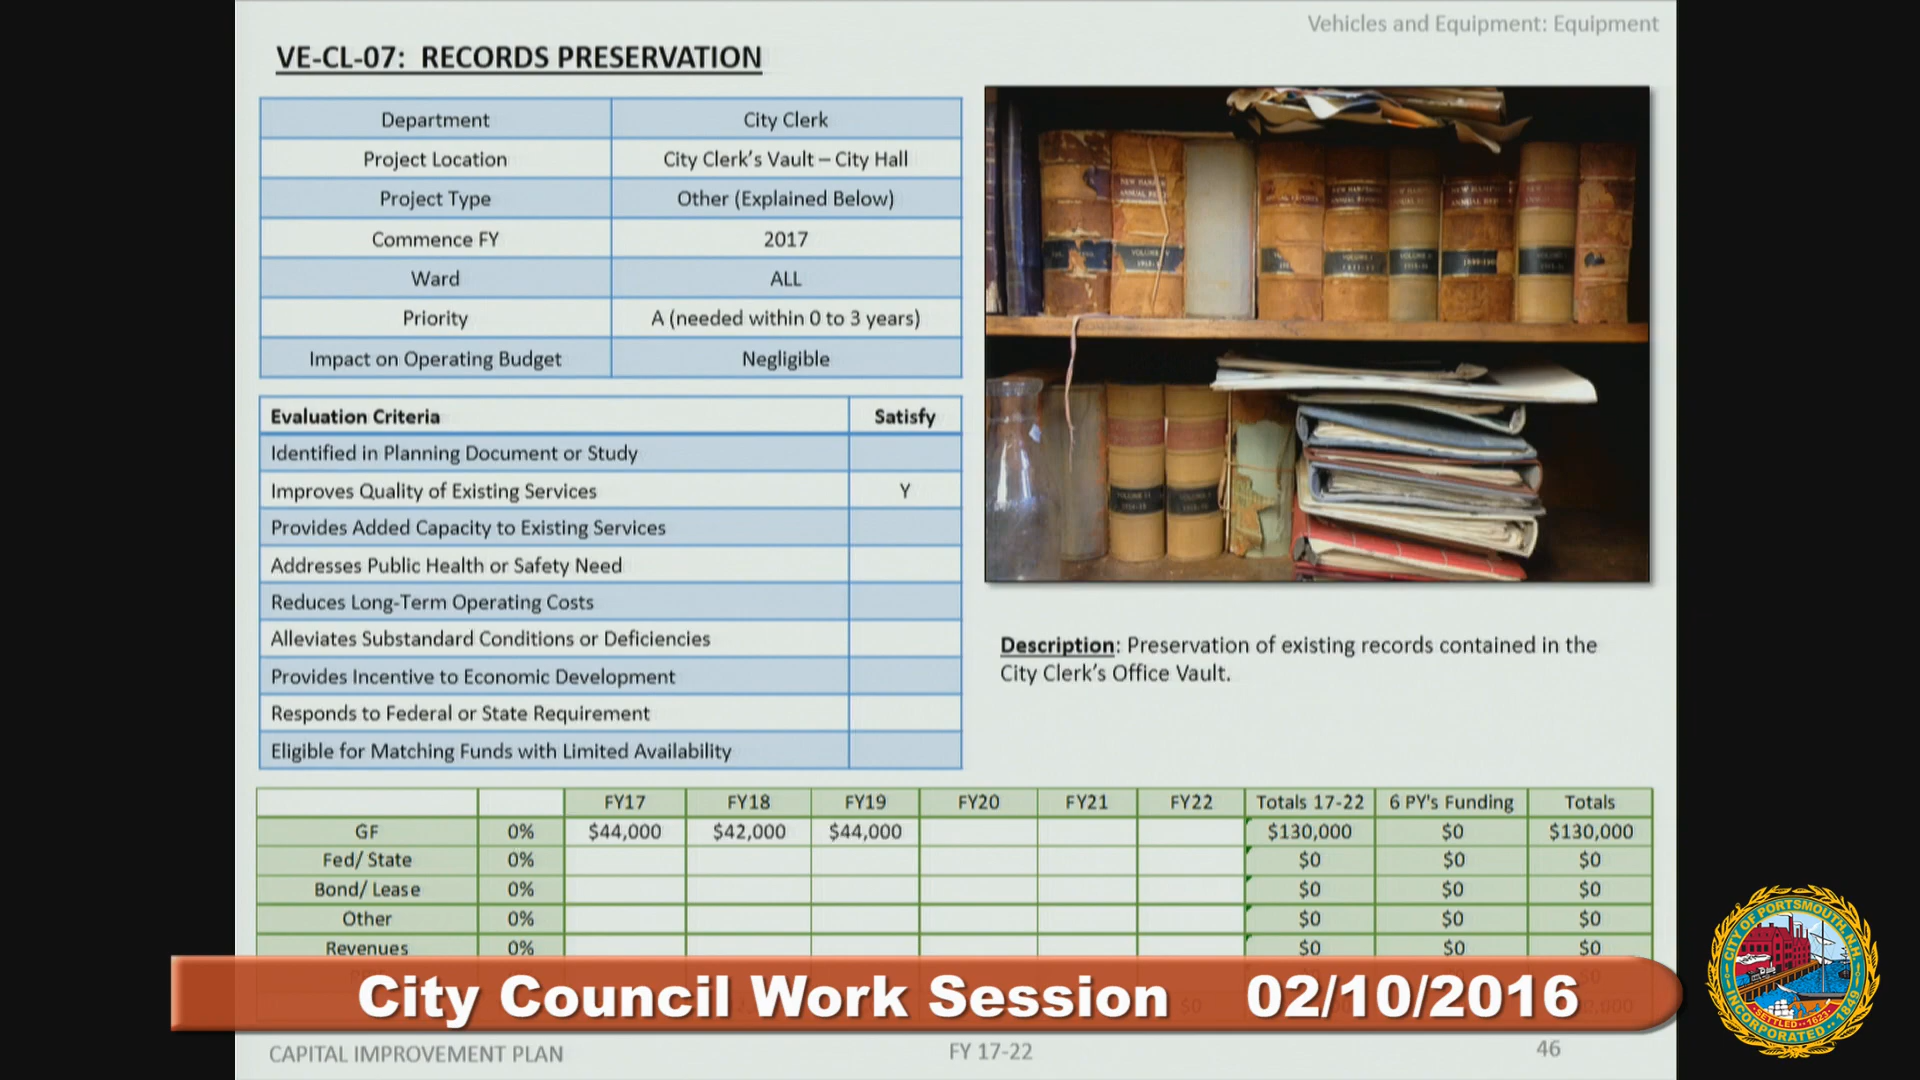 Vehicles and Equipment: Equipment
VE-CL-07: RECORDS PRESERVATION
Department City Clerk
Project Location City Clerk's Vault – City Hall
Project Type Other (Explained Below)
Commence FY 2017
Ward ALL
Priority A (needed within 0 to 3 years)
Impact on Operating Budget Negligible
Evaluation Criteria Satisfy
Identified in Planning Document or Study
Improves Quality of Existing Services Y
Provides Added Capacity to Existing Services
Addresses Public Health or Safety Need
Reduces Long-Term Operating Costs
Alleviates Substandard Conditions or Deficiencies
Provides Incentive to Economic Development
Responds to Federal or State Requirement
Eligible for Matching Funds with Limited Availability
Description: Preservation of existing records contained in the
City Clerk's Office Vault.
FY17 FY18 FY19 FY20 FY21 FY22 Totals 17-22 6 PY's Funding Totals
GF 0% $44,000 $42,000 $44,000 $130,000 $0 $130,000
Fed/ State 0% $0 $0 $0
Bond/ Lease 0% $0 $0 $0
Other 0% $0 $0 $0
Revenues 0% $0 $0 $0
City Council Work Session 02/10/2016
CAPITAL IMPROVEMENT PLAN FY 17-22 46
CITY OF PORTSMOUTH, N.H.
INCORPORATED 1849
SETTLED 1623